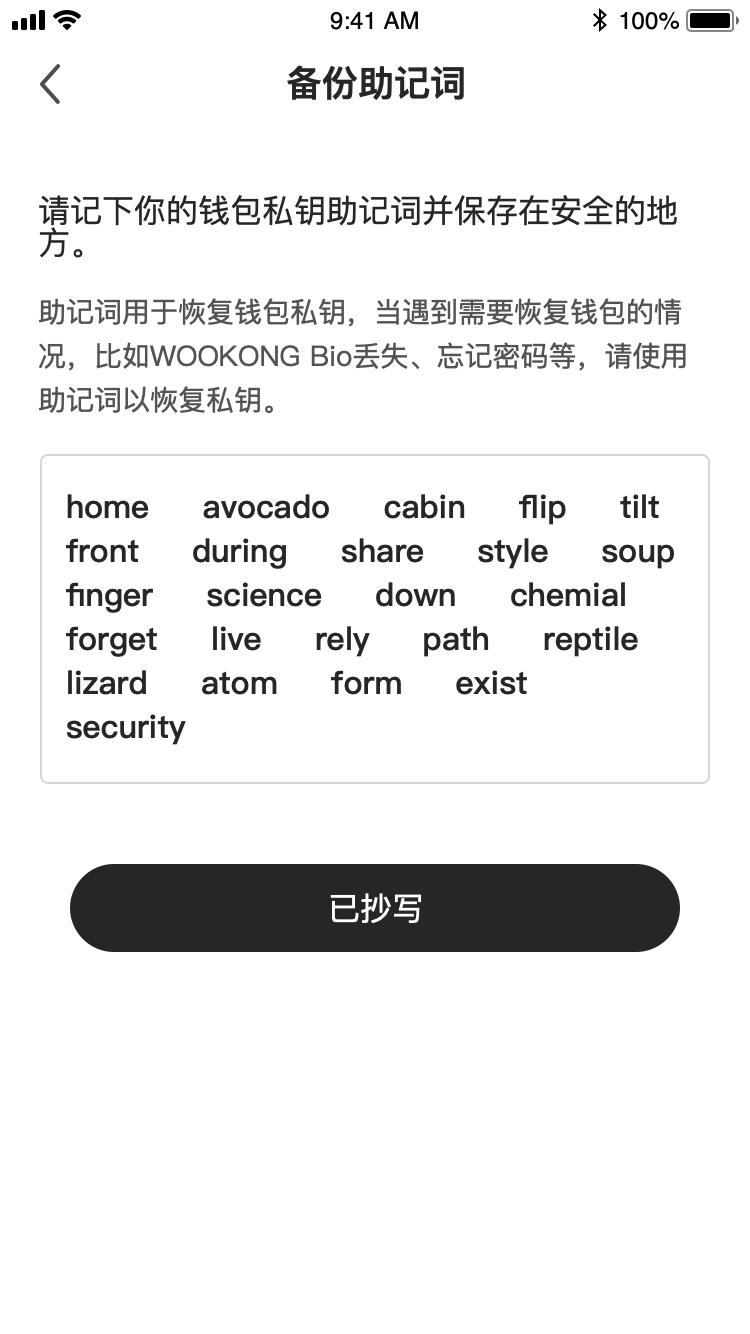 9:41 AM
100%
备份助记词
请记下你的钱包私钥助记词并保存在安全的地
方。
助记词用于恢复钱包私钥，当遇到需要恢复钱包的情
况，比如WOOKONG Bio丢失、忘记密码等，请使用
助记词以恢复私钥。
home avocado cabin flip tilt
front during share style soup
finger science down chemial
forget live rely path reptile
lizard atom form exist
security
已抄写